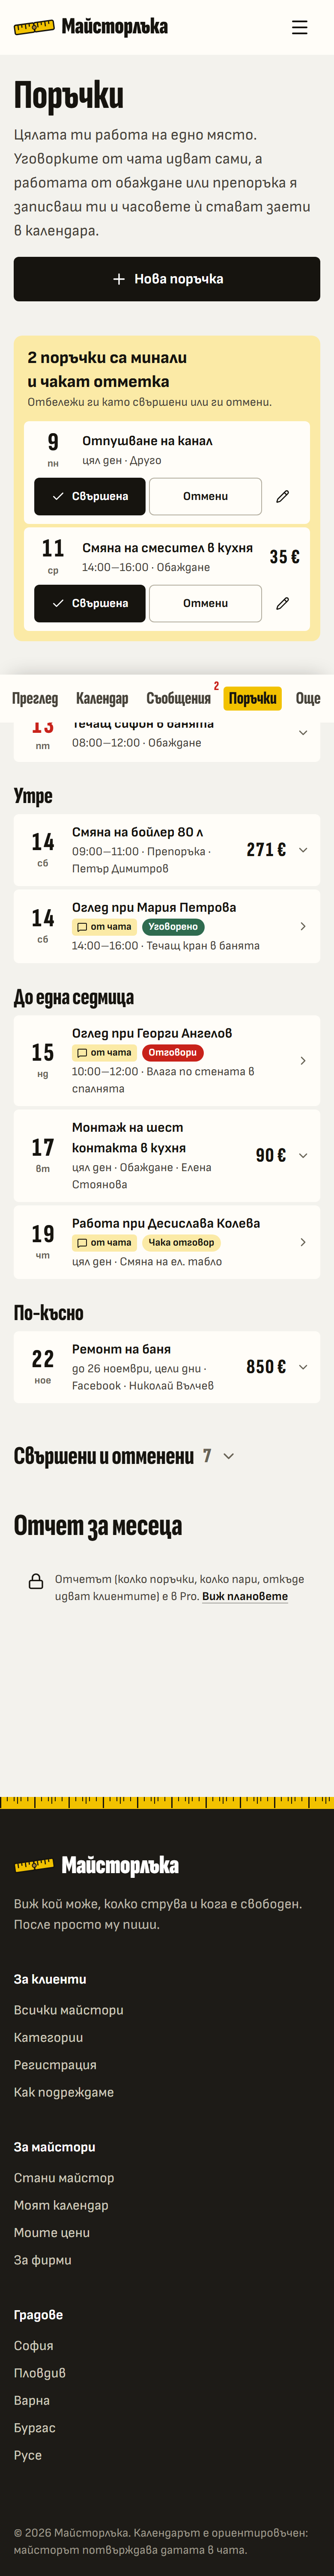 Майсторлъка
Поръчки
Цялата ти работа на едно място.
Уговорките от чата идват сами, а
работата от обаждане или препоръка я
записваш ти и часовете ѝ стават заети
в календара.
Нова поръчка
2 поръчки са минали
и чакат отметка
Отбележи ги като свършени или ги отмени.
9
пн
Отпушване на канал
цял ден · Друго
Свършена
Отмени
11
ср
Смяна на смесител в кухня
14:00–16:00 · Обаждане
35 €
Свършена
Отмени
Преглед
Календар
Съобщения
2
Поръчки
Още
13
пт
Течащ сифон в банята
08:00–12:00 · Обаждане
Утре
14
сб
Смяна на бойлер 80 л
09:00–11:00 · Препоръка ·
Петър Димитров
271 €
14
сб
Оглед при Мария Петрова
от чата
Уговорено
14:00–16:00 · Течащ кран в банята
До една седмица
15
нд
Оглед при Георги Ангелов
от чата
Отговори
10:00–12:00 · Влага по стената в
спалнята
17
вт
Монтаж на шест
контакта в кухня
цял ден · Обаждане · Елена
Стоянова
90 €
19
чт
Работа при Десислава Колева
от чата
Чака отговор
цял ден · Смяна на ел. табло
По-късно
22
ное
Ремонт на баня
до 26 ноември, цели дни ·
Facebook · Николай Вълчев
850 €
Свършени и отменени 7
Отчет за месеца
Отчетът (колко поръчки, колко пари, откъде
идват клиентите) е в Pro. Виж плановете
Майсторлъка
Виж кой може, колко струва и кога е свободен.
После просто му пиши.
За клиенти
Всички майстори
Категории
Регистрация
Как подреждаме
За майстори
Стани майстор
Моят календар
Моите цени
За фирми
Градове
София
Пловдив
Варна
Бургас
Русе
© 2026 Майсторлъка. Календарът е ориентировъчен:
майсторът потвърждава датата в чата.